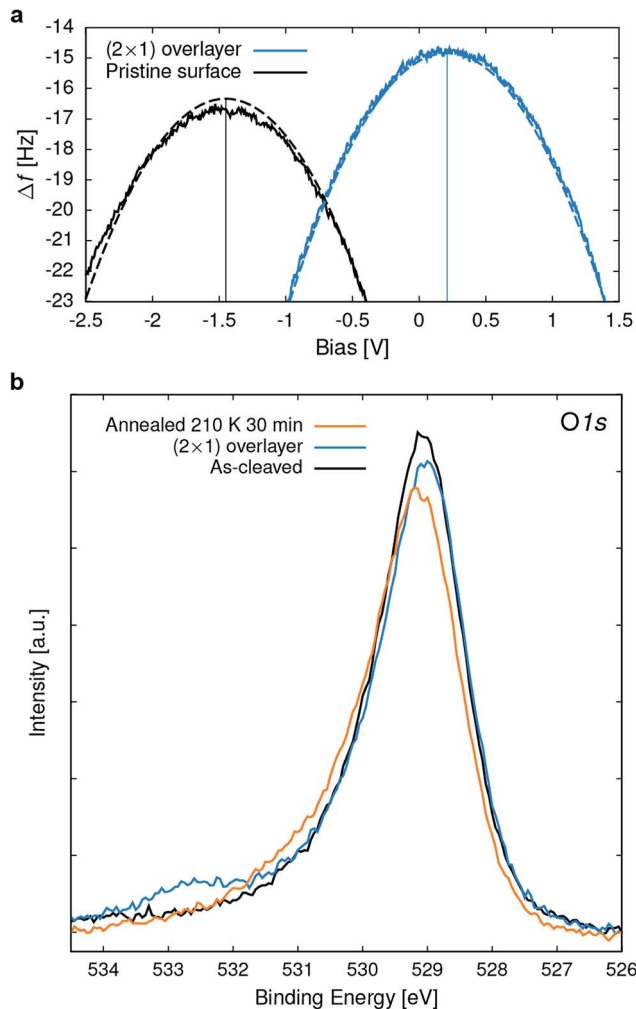 a
(2×1) overlayer
Pristine surface
Δf [Hz]
-14
-15
-16
-17
-18
-19
-20
-21
-22
-23
-2.5 -2 -1.5 -1 -0.5 0 0.5 1 1.5
Bias [V]
b
Annealed 210 K 30 min
(2×1) overlayer
As-cleaved
O1s
Intensity [a.u.]
534 533 532 531 530 529 528 527 526
Binding Energy [eV]